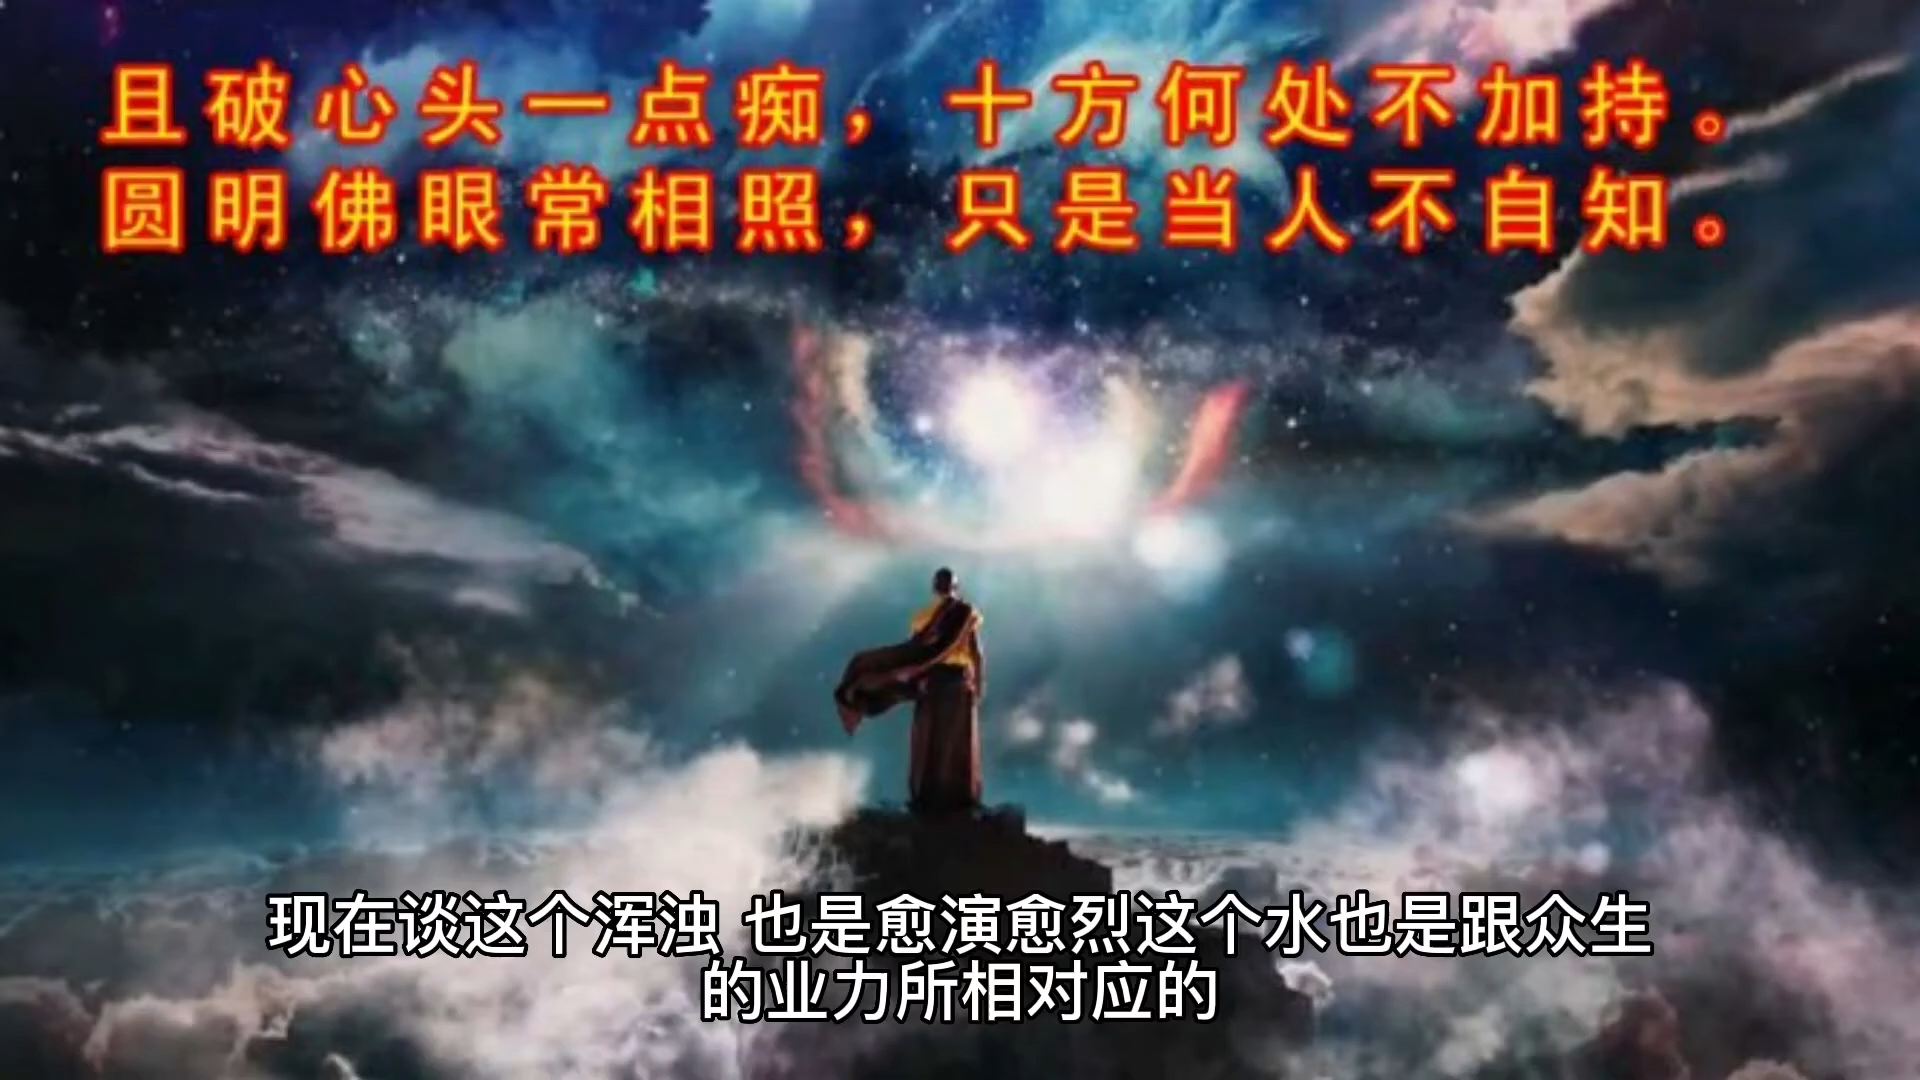 且破心头一点痴，十方何处不加持。
圆明佛眼常相照，只是当人不自知。
现在谈这个浑浊 也是愈演愈烈这个水也是跟众生
的业力所相对应的